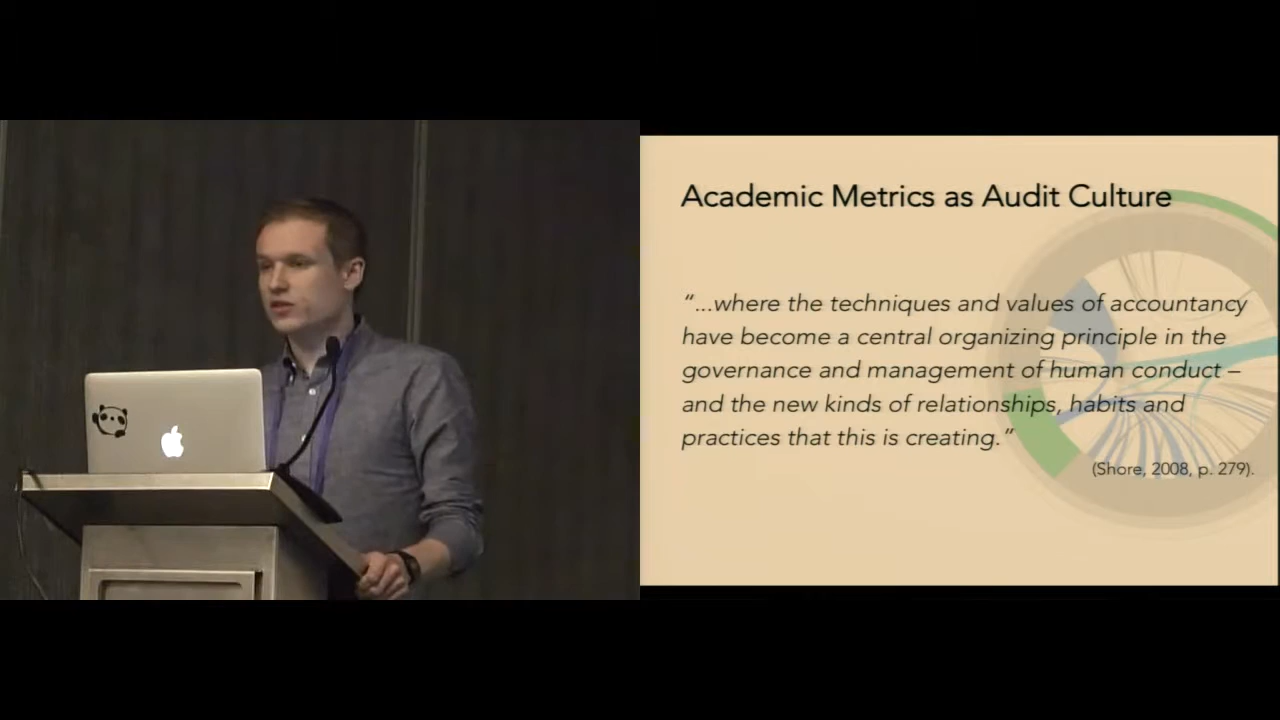 Academic Metrics as Audit Culture
“...where the techniques and values of accountancy
have become a central organizing principle in the
governance and management of human conduct –
and the new kinds of relationships, habits and
practices that this is creating.”
(Shore, 2008, p. 279).